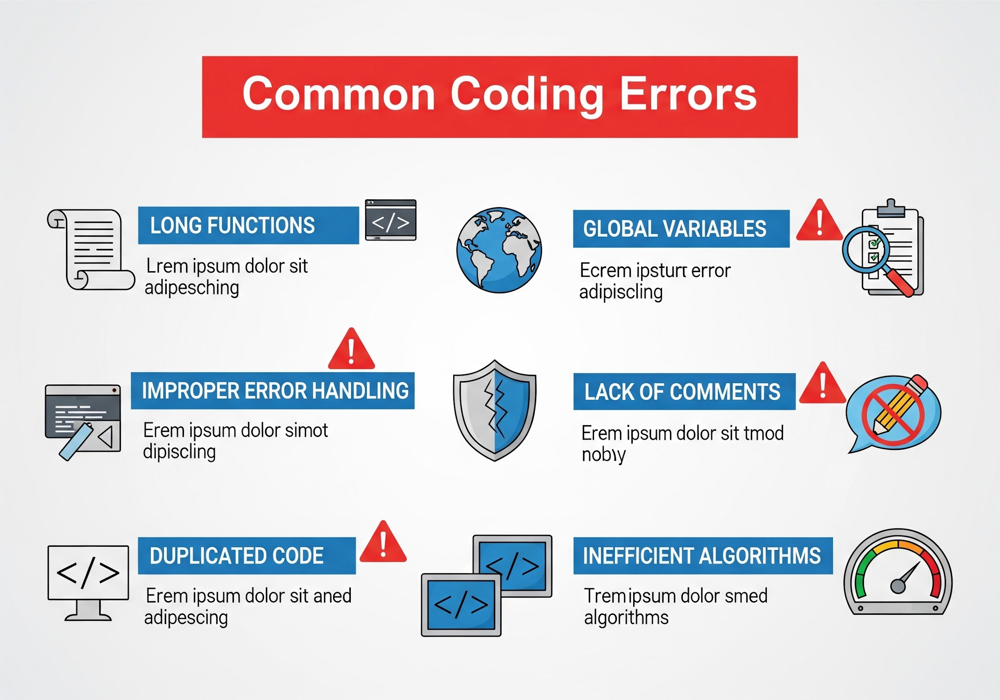 Common Coding Errors
LONG FUNCTIONS
</>
Lrem ipsum dolor sit
adipesching
GLOBAL VARIABLES
!
Ecrem ipsturt error
adipiscling
!
IMPROPER ERROR HANDLING
Erem ipsum dolor simot
dipiscling
LACK OF COMMENTS
!
Erem ipsum dolor sit tmod
</>
DUPLICATED CODE
!
Erem ipsum dolor sit aned
adipescing
</>
</>
INEFFICIENT ALGORITHMS
Trem ipsum dolor smed
algorithms